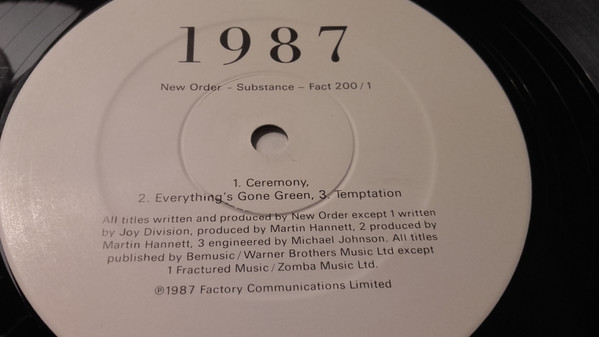 1987
New Order – Substance – Fact 200/1
1. Ceremony,
2. Everything's Gone Green, 3. Temptation
All titles written and produced by New Order except 1 written
by Joy Division, produced by Martin Hannett, 2 produced by
Martin Hannett, 3 engineered by Michael Johnson. All titles
published by Bemusic/Warner Brothers Music Ltd except
1 Fractured Music/Zomba Music Ltd.
℗1987 Factory Communications Limited